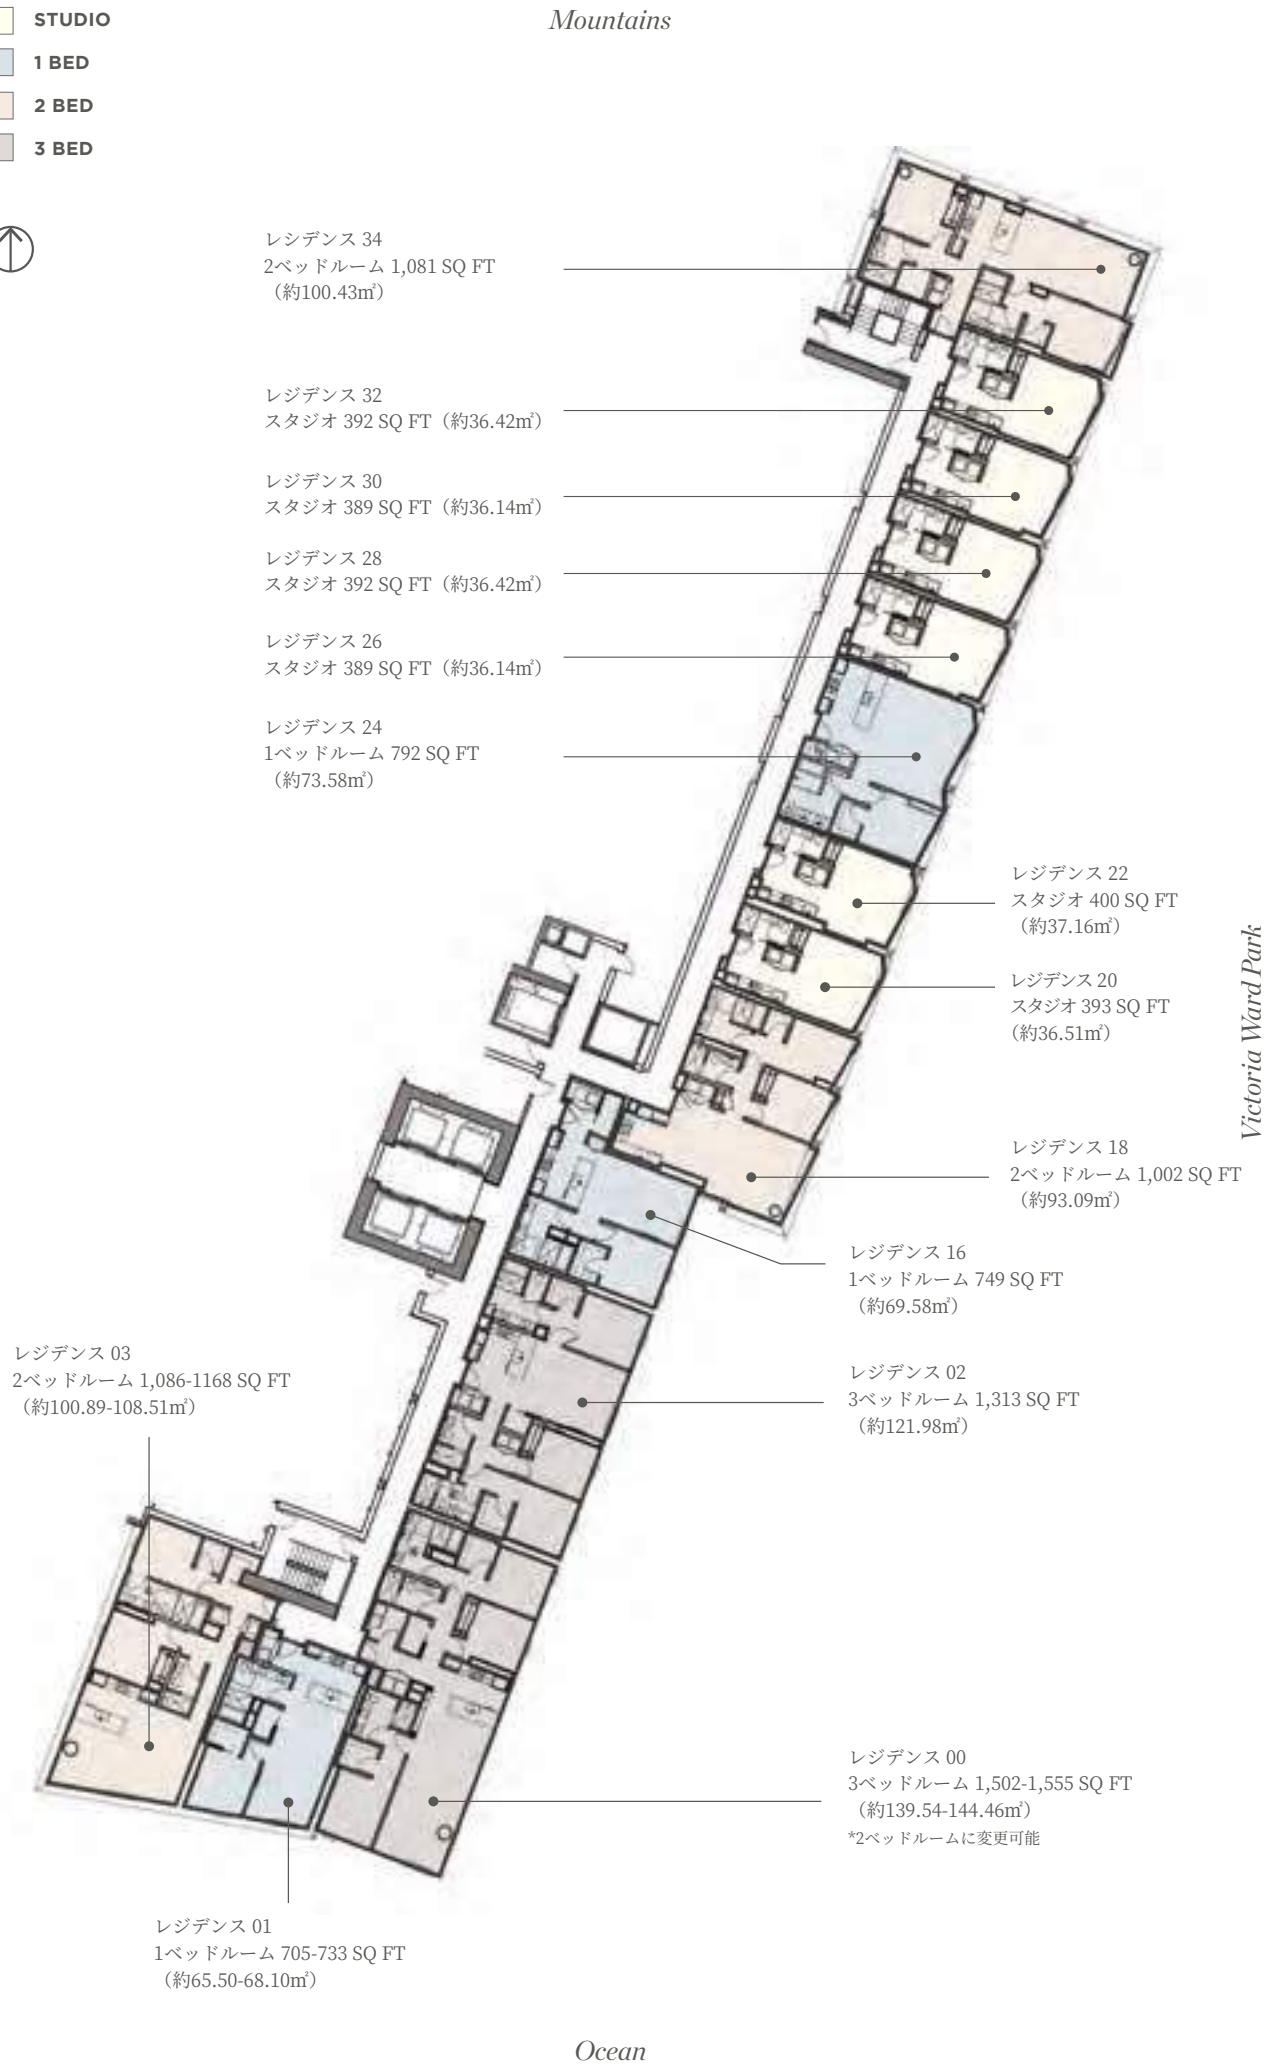 STUDIO
1 BED
2 BED
3 BED
Mountains
レジデンス 34
2ベッドルーム 1,081 SQ FT
（約100.43㎡）
レジデンス 32
スタジオ 392 SQ FT（約36.42㎡）
レジデンス 30
スタジオ 389 SQ FT（約36.14㎡）
レジデンス 28
スタジオ 392 SQ FT（約36.42㎡）
レジデンス 26
スタジオ 389 SQ FT（約36.14㎡）
レジデンス 24
1ベッドルーム 792 SQ FT
（約73.58㎡）
レジデンス 22
スタジオ 400 SQ FT
（約37.16㎡）
レジデンス 20
スタジオ 393 SQ FT
（約36.51㎡）
Victoria Ward Park
レジデンス 18
2ベッドルーム 1,002 SQ FT
（約93.09㎡）
レジデンス 16
1ベッドルーム 749 SQ FT
（約69.58㎡）
レジデンス 03
2ベッドルーム 1,086-1168 SQ FT
（約100.89-108.51㎡）
レジデンス 02
3ベッドルーム 1,313 SQ FT
（約121.98㎡）
レジデンス 00
3ベッドルーム 1,502-1,555 SQ FT
（約139.54-144.46㎡）
*2ベッドルームに変更可能
レジデンス 01
1ベッドルーム 705-733 SQ FT
（約65.50-68.10㎡）
Ocean